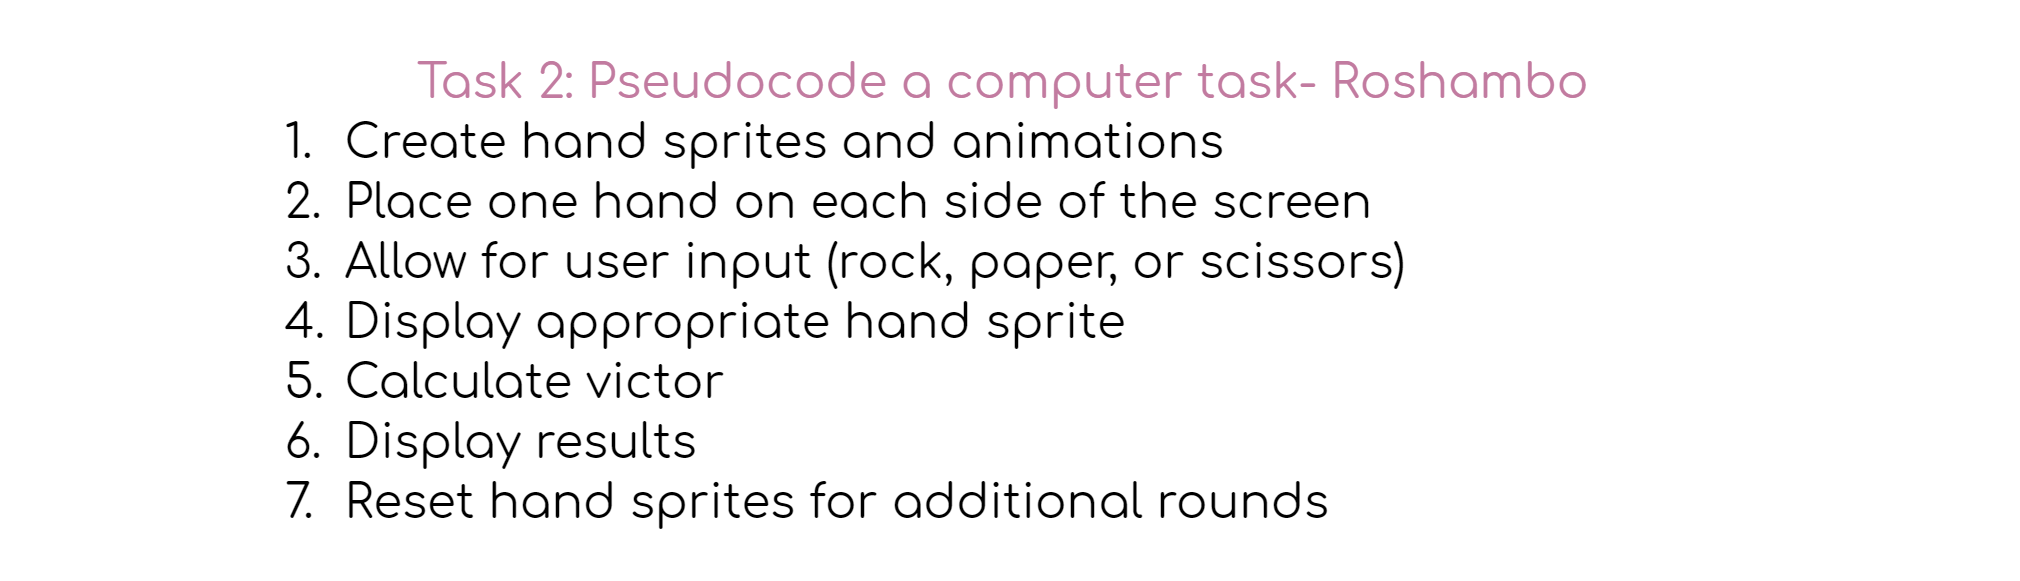 Task 2: Pseudocode a computer task- Roshambo
1. Create hand sprites and animations
2. Place one hand on each side of the screen
3. Allow for user input (rock, paper, or scissors)
4. Display appropriate hand sprite
5. Calculate victor
6. Display results
7. Reset hand sprites for additional rounds